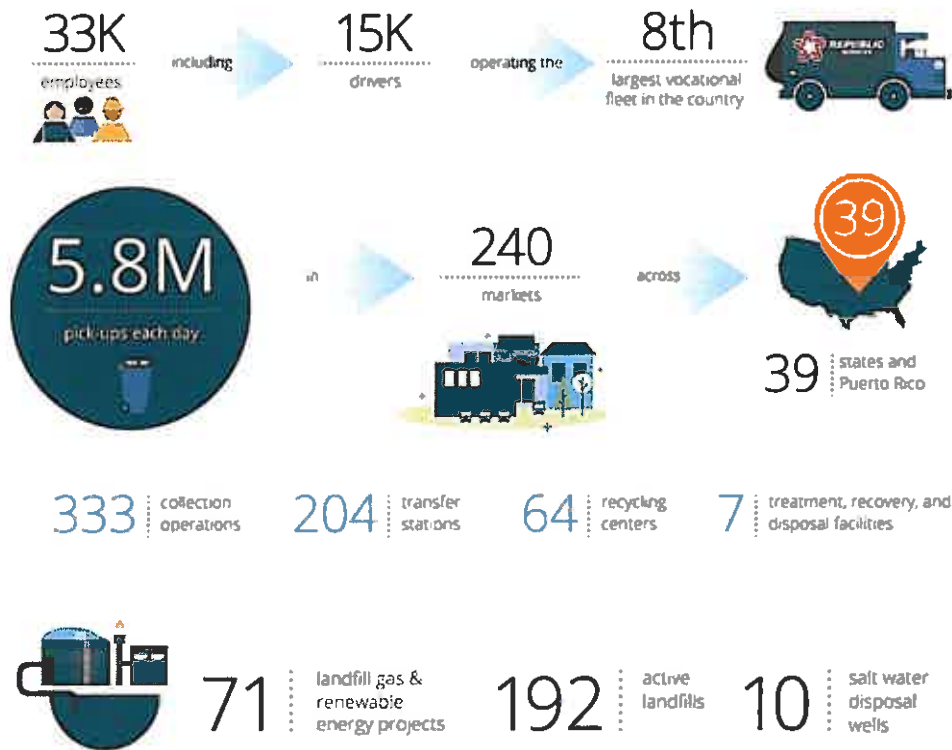 33K
employees
including
15K
drivers
operating the
8th
largest vocational
fleet in the country
REPUBLIC
SERVICES
5.8M
pick-ups each day
in
240
markets
across
39
39
states and
Puerto Rico
333
collection
operations
204
transfer
stations
64
recycling
centers
7
treatment, recovery, and
disposal facilities
71
landfill gas &
renewable
energy projects
192
active
landfills
10
salt water
disposal
wells